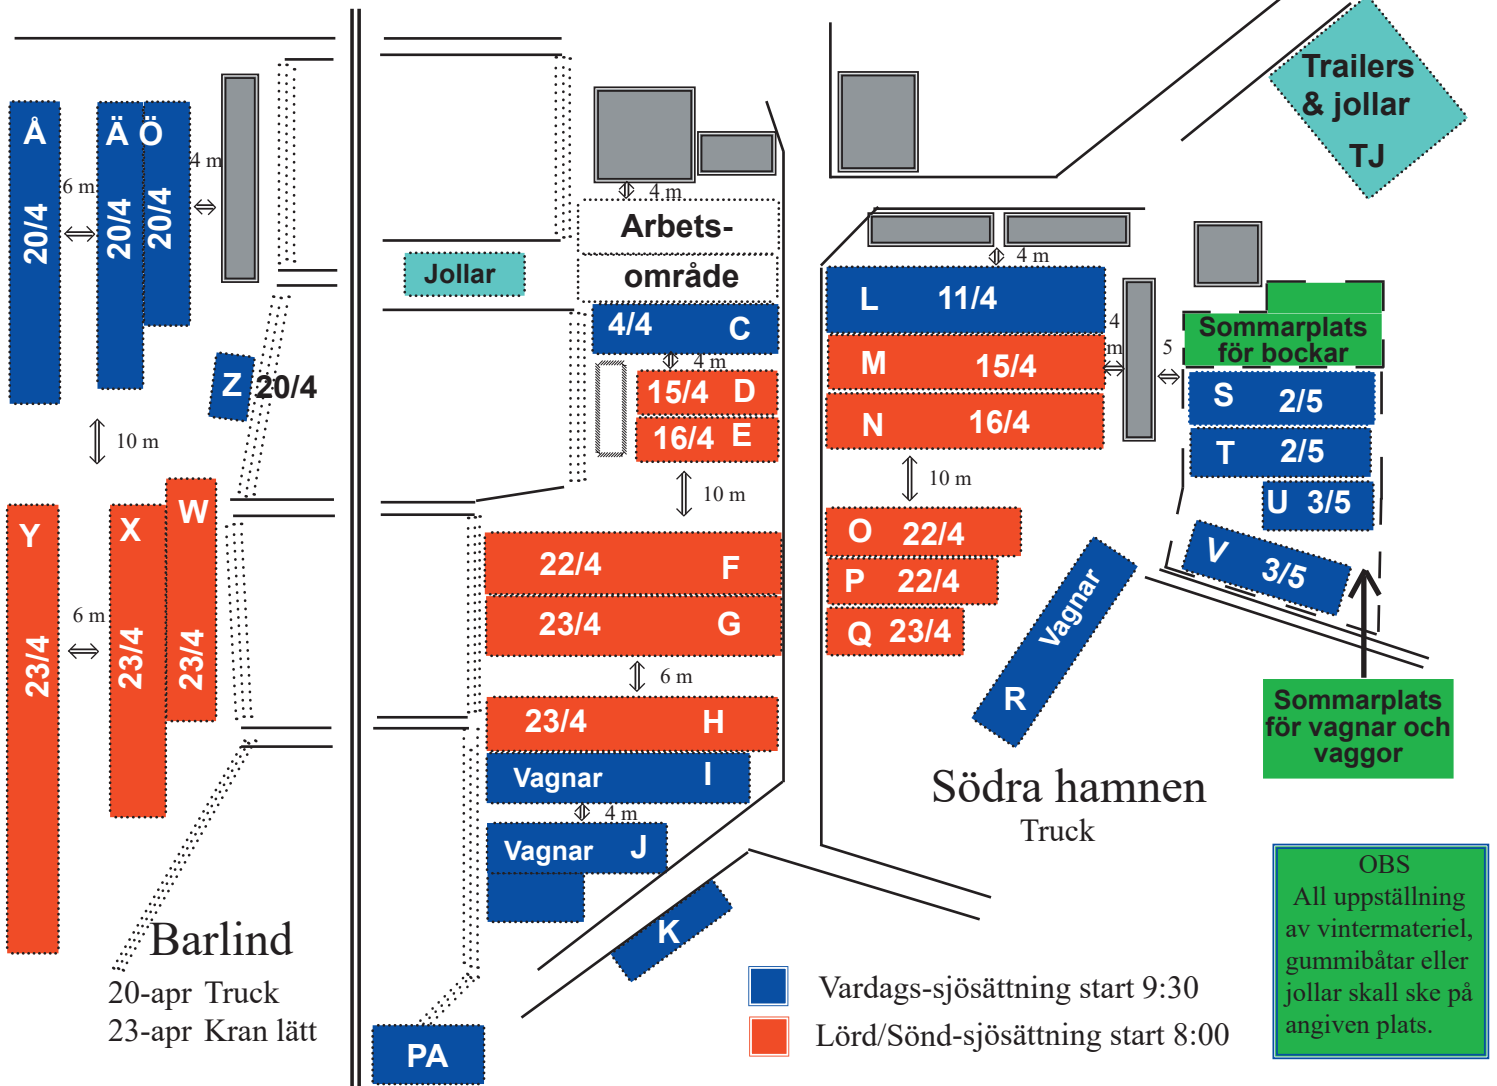 Å
20/4
6 m
Ä
20/4
Ö
20/4
4 m
Z
20/4
10 m
Y
23/4
6 m
X
23/4
W
23/4
Barlind
20-apr Truck
23-apr Kran lätt
4 m
Arbets-
område
Jollar
4/4 C
4 m
15/4 D
16/4 E
10 m
22/4 F
23/4 G
6 m
23/4 H
Vagnar I
4 m
Vagnar J
K
PA
4 m
L 11/4
M 15/4
N 16/4
4
m
5
10 m
O 22/4
P 22/4
Q 23/4
R Vagnar
Södra hamnen
Truck
Trailers
& jollar
TJ
Sommarplats
för bockar
S 2/5
T 2/5
U 3/5
V 3/5
Sommarplats
för vagnar och
vaggor
Vardags-sjösättning start 9:30
Lörd/Sönd-sjösättning start 8:00
OBS
All uppställning
av vintermateriel,
gummibåtar eller
jollar skall ske på
angiven plats.